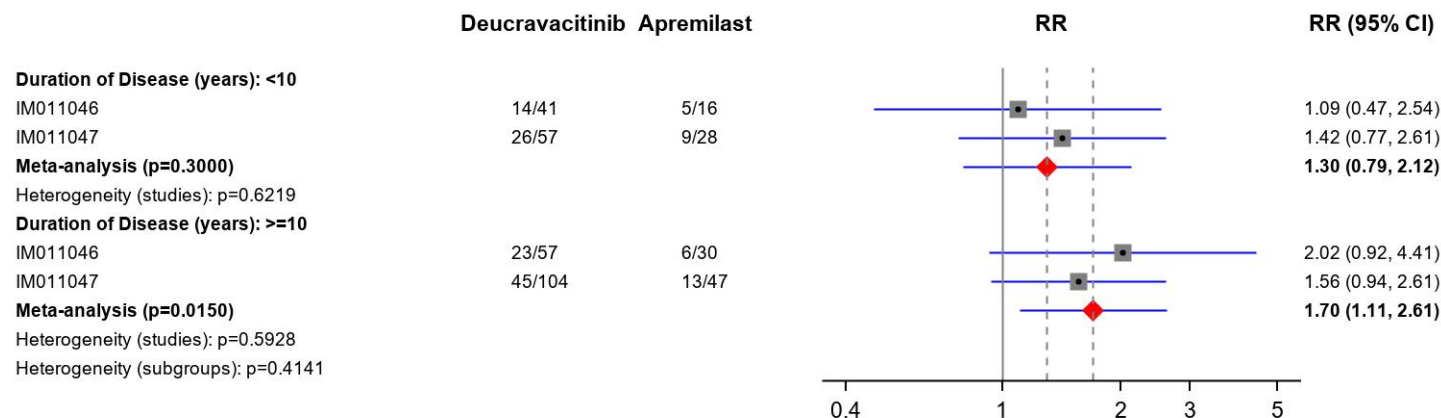 Deucravacitinib Apremilast RR RR (95% CI)
Duration of Disease (years): <10
IM011046 14/41 5/16 1.09 (0.47, 2.54)
IM011047 26/57 9/28 1.42 (0.77, 2.61)
Meta-analysis (p=0.3000) 1.30 (0.79, 2.12)
Heterogeneity (studies): p=0.6219
Duration of Disease (years): >=10
IM011046 23/57 6/30 2.02 (0.92, 4.41)
IM011047 45/104 13/47 1.56 (0.94, 2.61)
Meta-analysis (p=0.0150) 1.70 (1.11, 2.61)
Heterogeneity (studies): p=0.5928
Heterogeneity (subgroups): p=0.4141
0.4 1 2 3 5